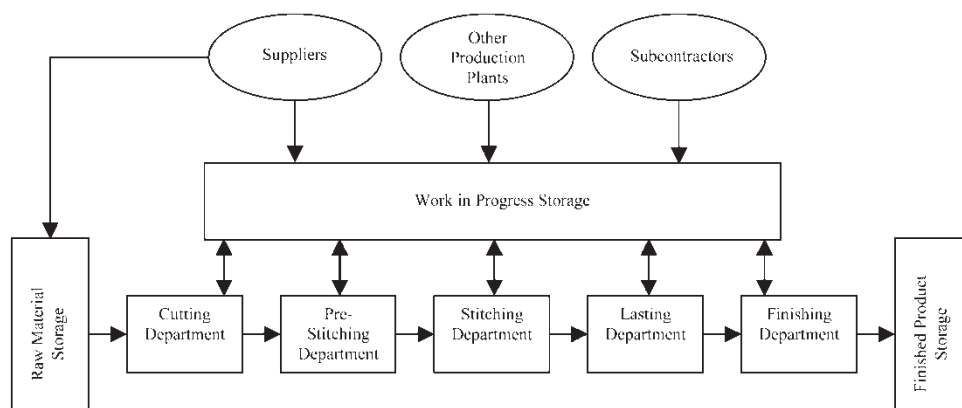 Suppliers
Other
Production
Plants
Subcontractors
Work in Progress Storage
Raw Material
Storage
Cutting
Department
Pre-
Stitching
Department
Stitching
Department
Lasting
Department
Finishing
Department
Finished Product
Storage